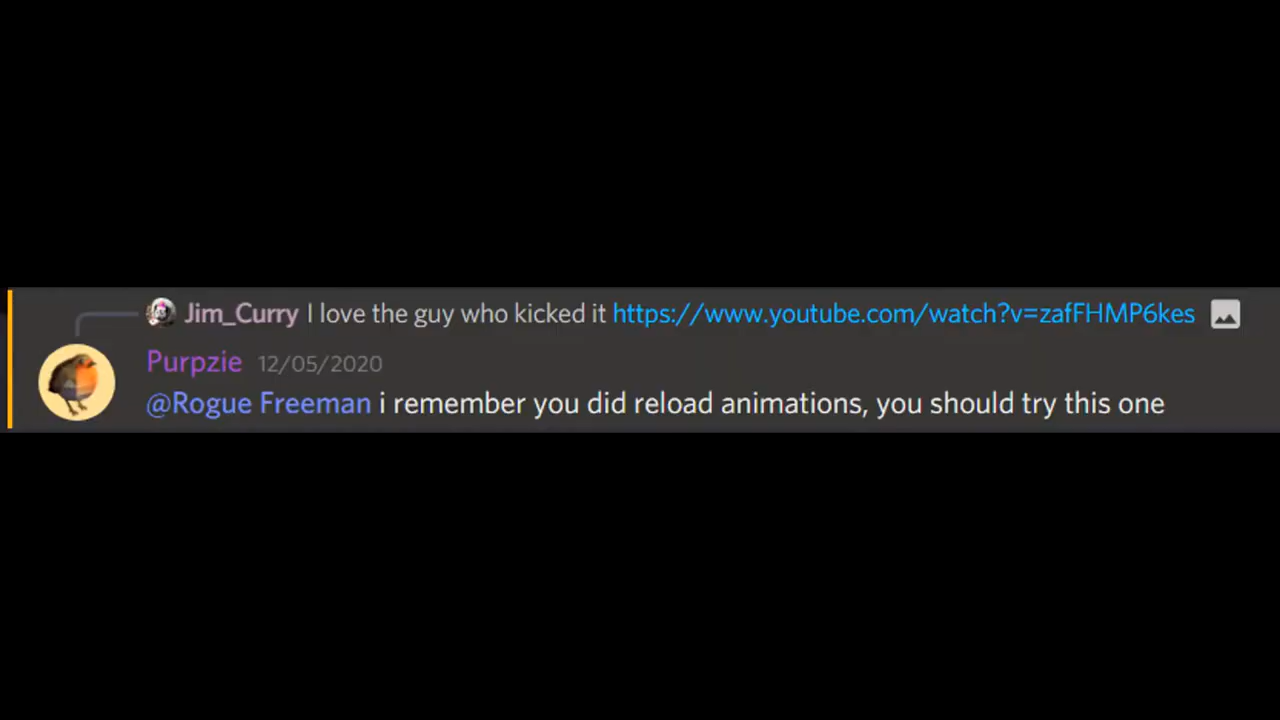 Jim_Curry I love the guy who kicked it https://www.youtube.com/watch?v=zafFHMP6kes
Purpzie 12/05/2020
@Rogue Freeman i remember you did reload animations, you should try this one